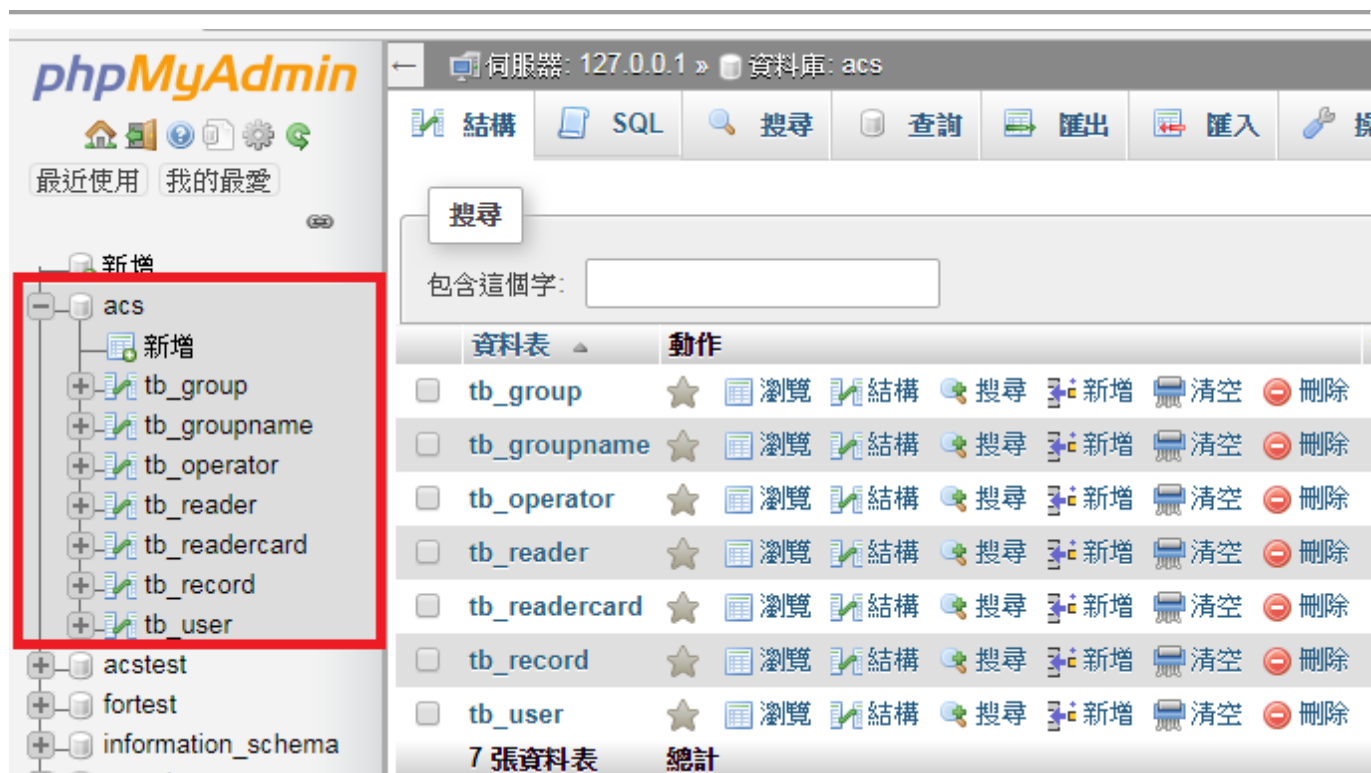 phpMyAdmin
最近使用 我的最愛
新增
acs
新增
tb_group
tb_groupname
tb_operator
tb_reader
tb_readercard
tb_record
tb_user
acstest
fortest
information_schema
伺服器: 127.0.0.1 » 資料庫: acs
結構 SQL 搜尋 查詢 匯出 匯入
搜尋
包含這個字:
資料表 動作
tb_group 瀏覽 結構 搜尋 新增 清空 刪除
tb_groupname 瀏覽 結構 搜尋 新增 清空 刪除
tb_operator 瀏覽 結構 搜尋 新增 清空 刪除
tb_reader 瀏覽 結構 搜尋 新增 清空 刪除
tb_readercard 瀏覽 結構 搜尋 新增 清空 刪除
tb_record 瀏覽 結構 搜尋 新增 清空 刪除
tb_user 瀏覽 結構 搜尋 新增 清空 刪除
7 張資料表 總計